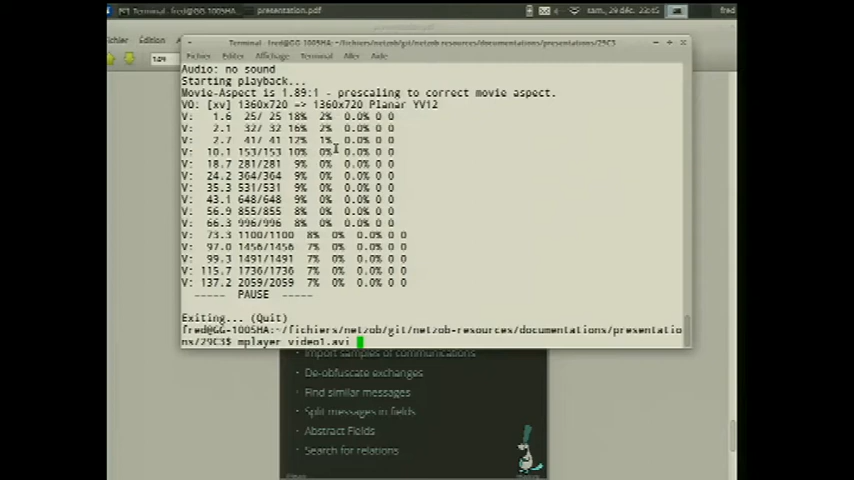 Terminal - fred@GG-1005HA:
presentation.pdf
sam., 29 déc. 23:45
fred
chier
Édition
149
Terminal - fred@GG-1005HA: ~/fichiers/netzob/git/netzob-resources/documentations/presentations/29C3
Fichier Éditer Affichage Terminal Aller Aide
Audio: no sound
Starting playback...
Movie-Aspect is 1.89:1 - prescaling to correct movie aspect.
VO: [xv] 1360x720 => 1360x720 Planar YV12
V: 1.6 25/ 25 18% 2% 0.0% 0 0
V: 2.1 32/ 32 16% 2% 0.0% 0 0
V: 2.7 41/ 41 12% 1% 0.0% 0 0
V: 10.1 153/153 10% 0% 0.0% 0 0
V: 18.7 281/281 9% 0% 0.0% 0 0
V: 24.2 364/364 9% 0% 0.0% 0 0
V: 35.3 531/531 9% 0% 0.0% 0 0
V: 43.1 648/648 9% 0% 0.0% 0 0
V: 56.9 855/855 8% 0% 0.0% 0 0
V: 66.3 996/996 8% 0% 0.0% 0 0
V: 73.3 1100/1100 8% 0% 0.0% 0 0
V: 97.0 1456/1456 7% 0% 0.0% 0 0
V: 99.3 1491/1491 7% 0% 0.0% 0 0
V: 115.7 1736/1736 7% 0% 0.0% 0 0
V: 137.2 2059/2059 7% 0% 0.0% 0 0
----- PAUSE -----
Exiting... (Quit)
fred@GG-1005HA:~/fichiers/netzob/git/netzob-resources/documentations/presentatio
ns/29C3$ mplayer video1.avi
Import samples of communications
De-obfuscate exchanges
Find similar messages
Split messages in fields
Abstract Fields
Search for relations